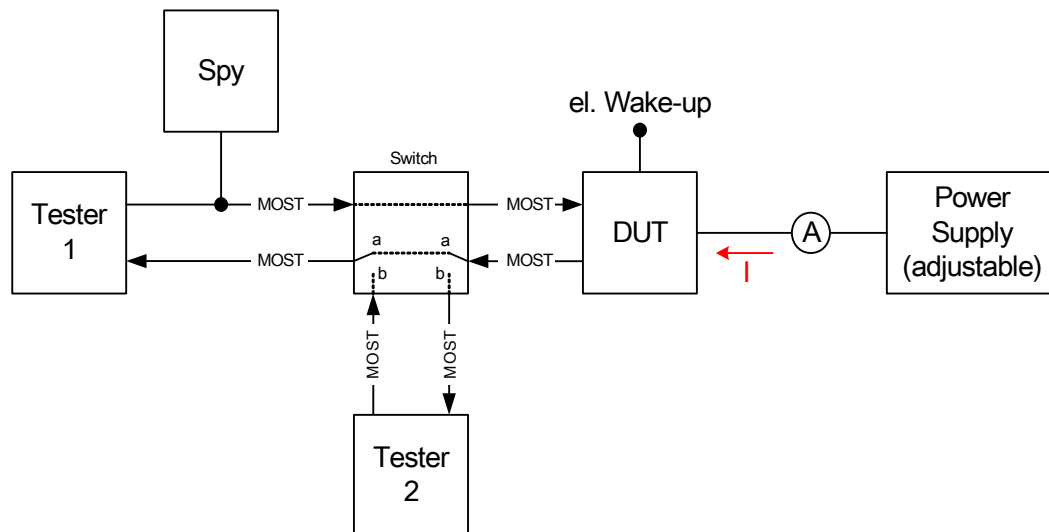 Spy
el. Wake-up
Switch
Tester
1
MOST
MOST
DUT
A
Power
Supply
(adjustable)
a
a
MOST
MOST
b
b
I
MOST
MOST
Tester
2